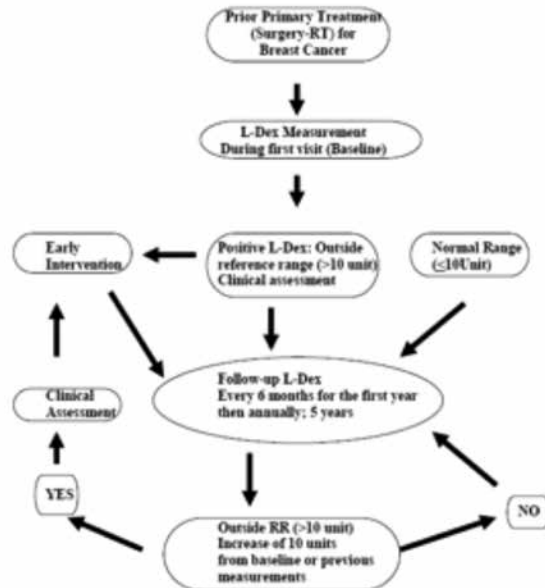 Prior Primary Treatment
(Surgery-RT) for
Breast Cancer
L-Dex Measurement
During first visit (Baseline)
Early
Intervention
Positive L-Dex: Outside
reference range (>10 unit)
Clinical assessment
Normal Range
(≤10Unit)
Follow-up L-Dex
Every 6 months for the first year
then annually; 5 years
Clinical
Assessment
YES
NO
Outside RR (>10 unit)
Increase of 10 units
from baseline or previous
measurements